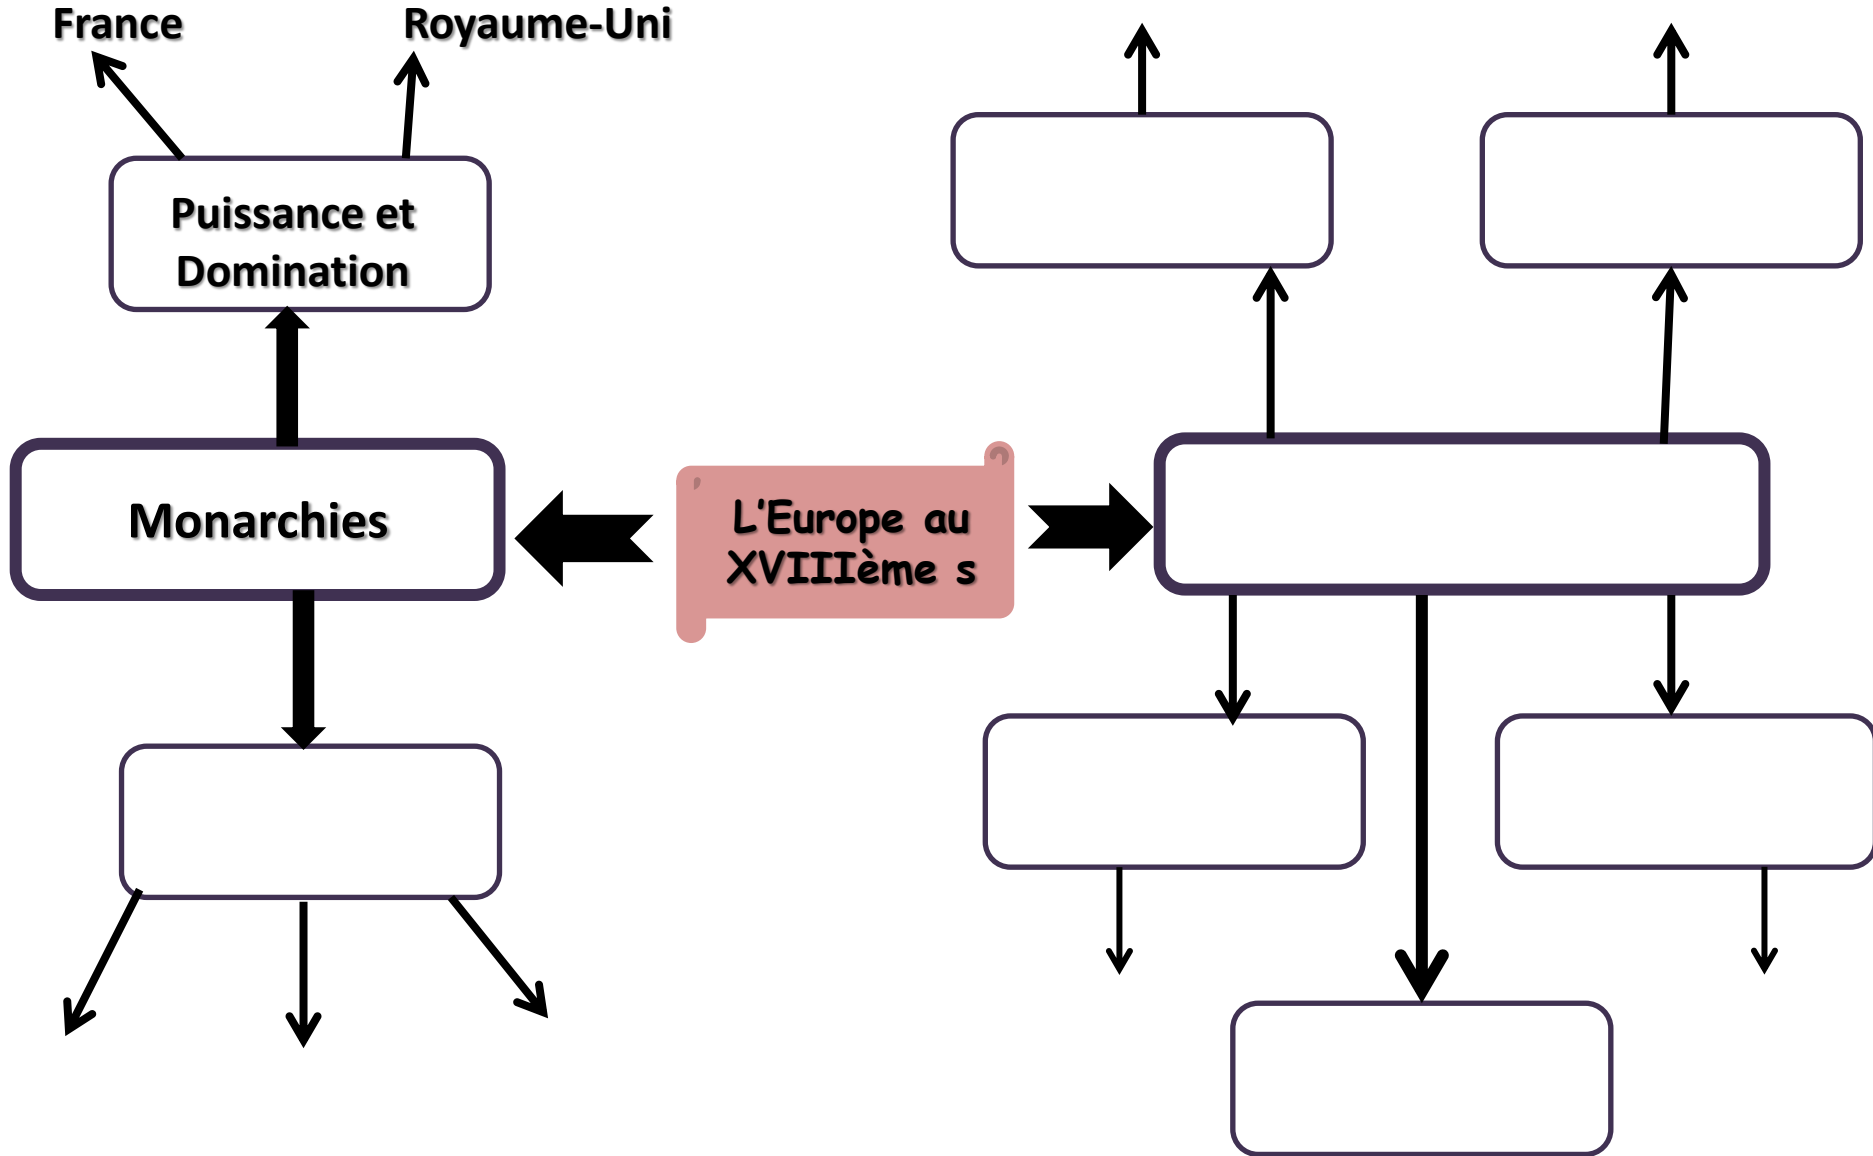 France
Royaume-Uni
Puissance et
Domination
Monarchies
L'Europe au
XVIIIème s